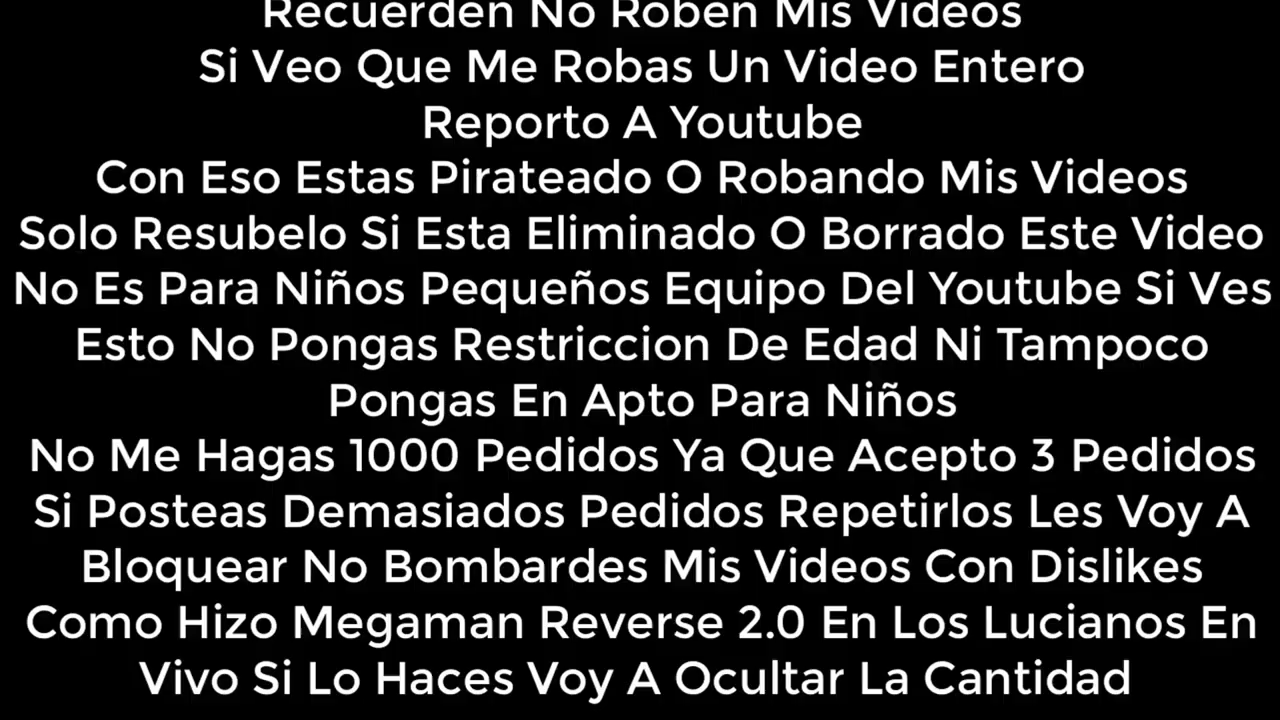 Recuerden No Roben Mis Videos
Si Veo Que Me Robas Un Video Entero
Reporto A Youtube
Con Eso Estas Pirateado O Robando Mis Videos
Solo Resubelo Si Esta Eliminado O Borrado Este Video
No Es Para Niños Pequeños Equipo Del Youtube Si Ves
Esto No Pongas Restriccion De Edad Ni Tampoco
Pongas En Apto Para Niños
No Me Hagas 1000 Pedidos Ya Que Acepto 3 Pedidos
Si Posteas Demasiados Pedidos Repetirlos Les Voy A
Bloquear No Bombardes Mis Videos Con Dislikes
Como Hizo Megaman Reverse 2.0 En Los Lucianos En
Vivo Si Lo Haces Voy A Ocultar La Cantidad